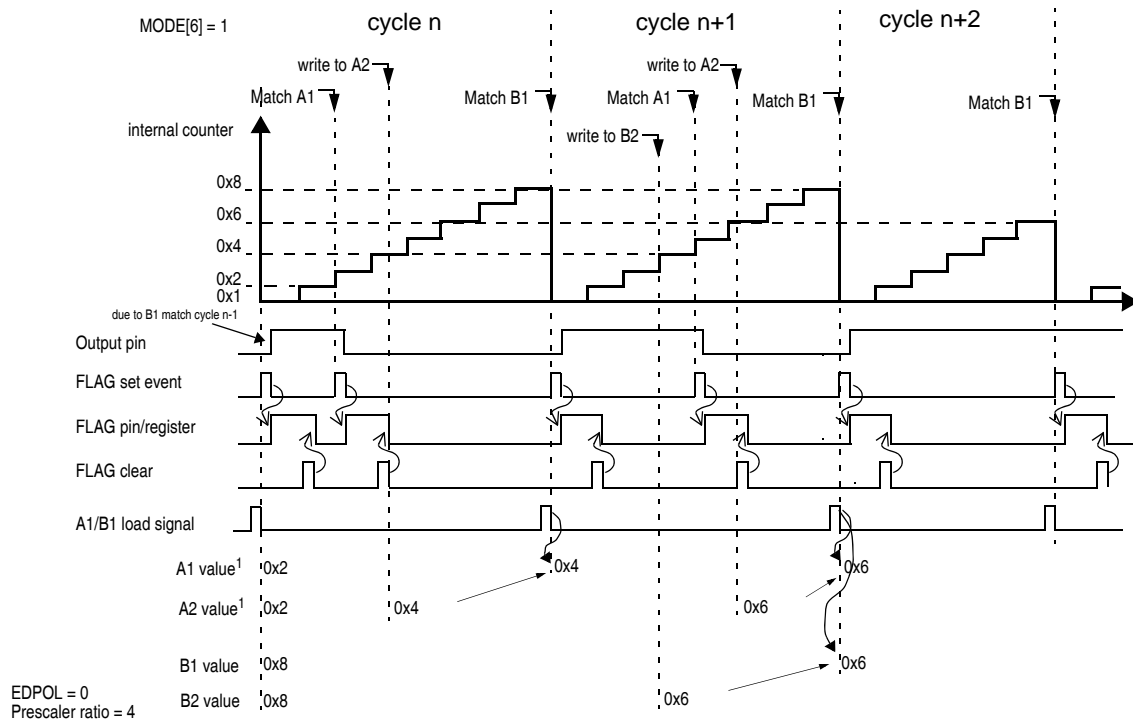 MODE[6] = 1
cycle n
cycle n+1
cycle n+2
write to A2
write to A2
Match A1
Match B1
Match A1
Match B1
Match B1
internal counter
write to B2
0x8
0x6
0x4
0x2
0x1
due to B1 match cycle n-1
Output pin
FLAG set event
FLAG pin/register
FLAG clear
A1/B1 load signal
A1 value1 0x2 0x4 0x6
A2 value1 0x2 0x4 0x6
B1 value 0x8 0x6
B2 value 0x8 0x6
EDPOL = 0
Prescaler ratio = 4